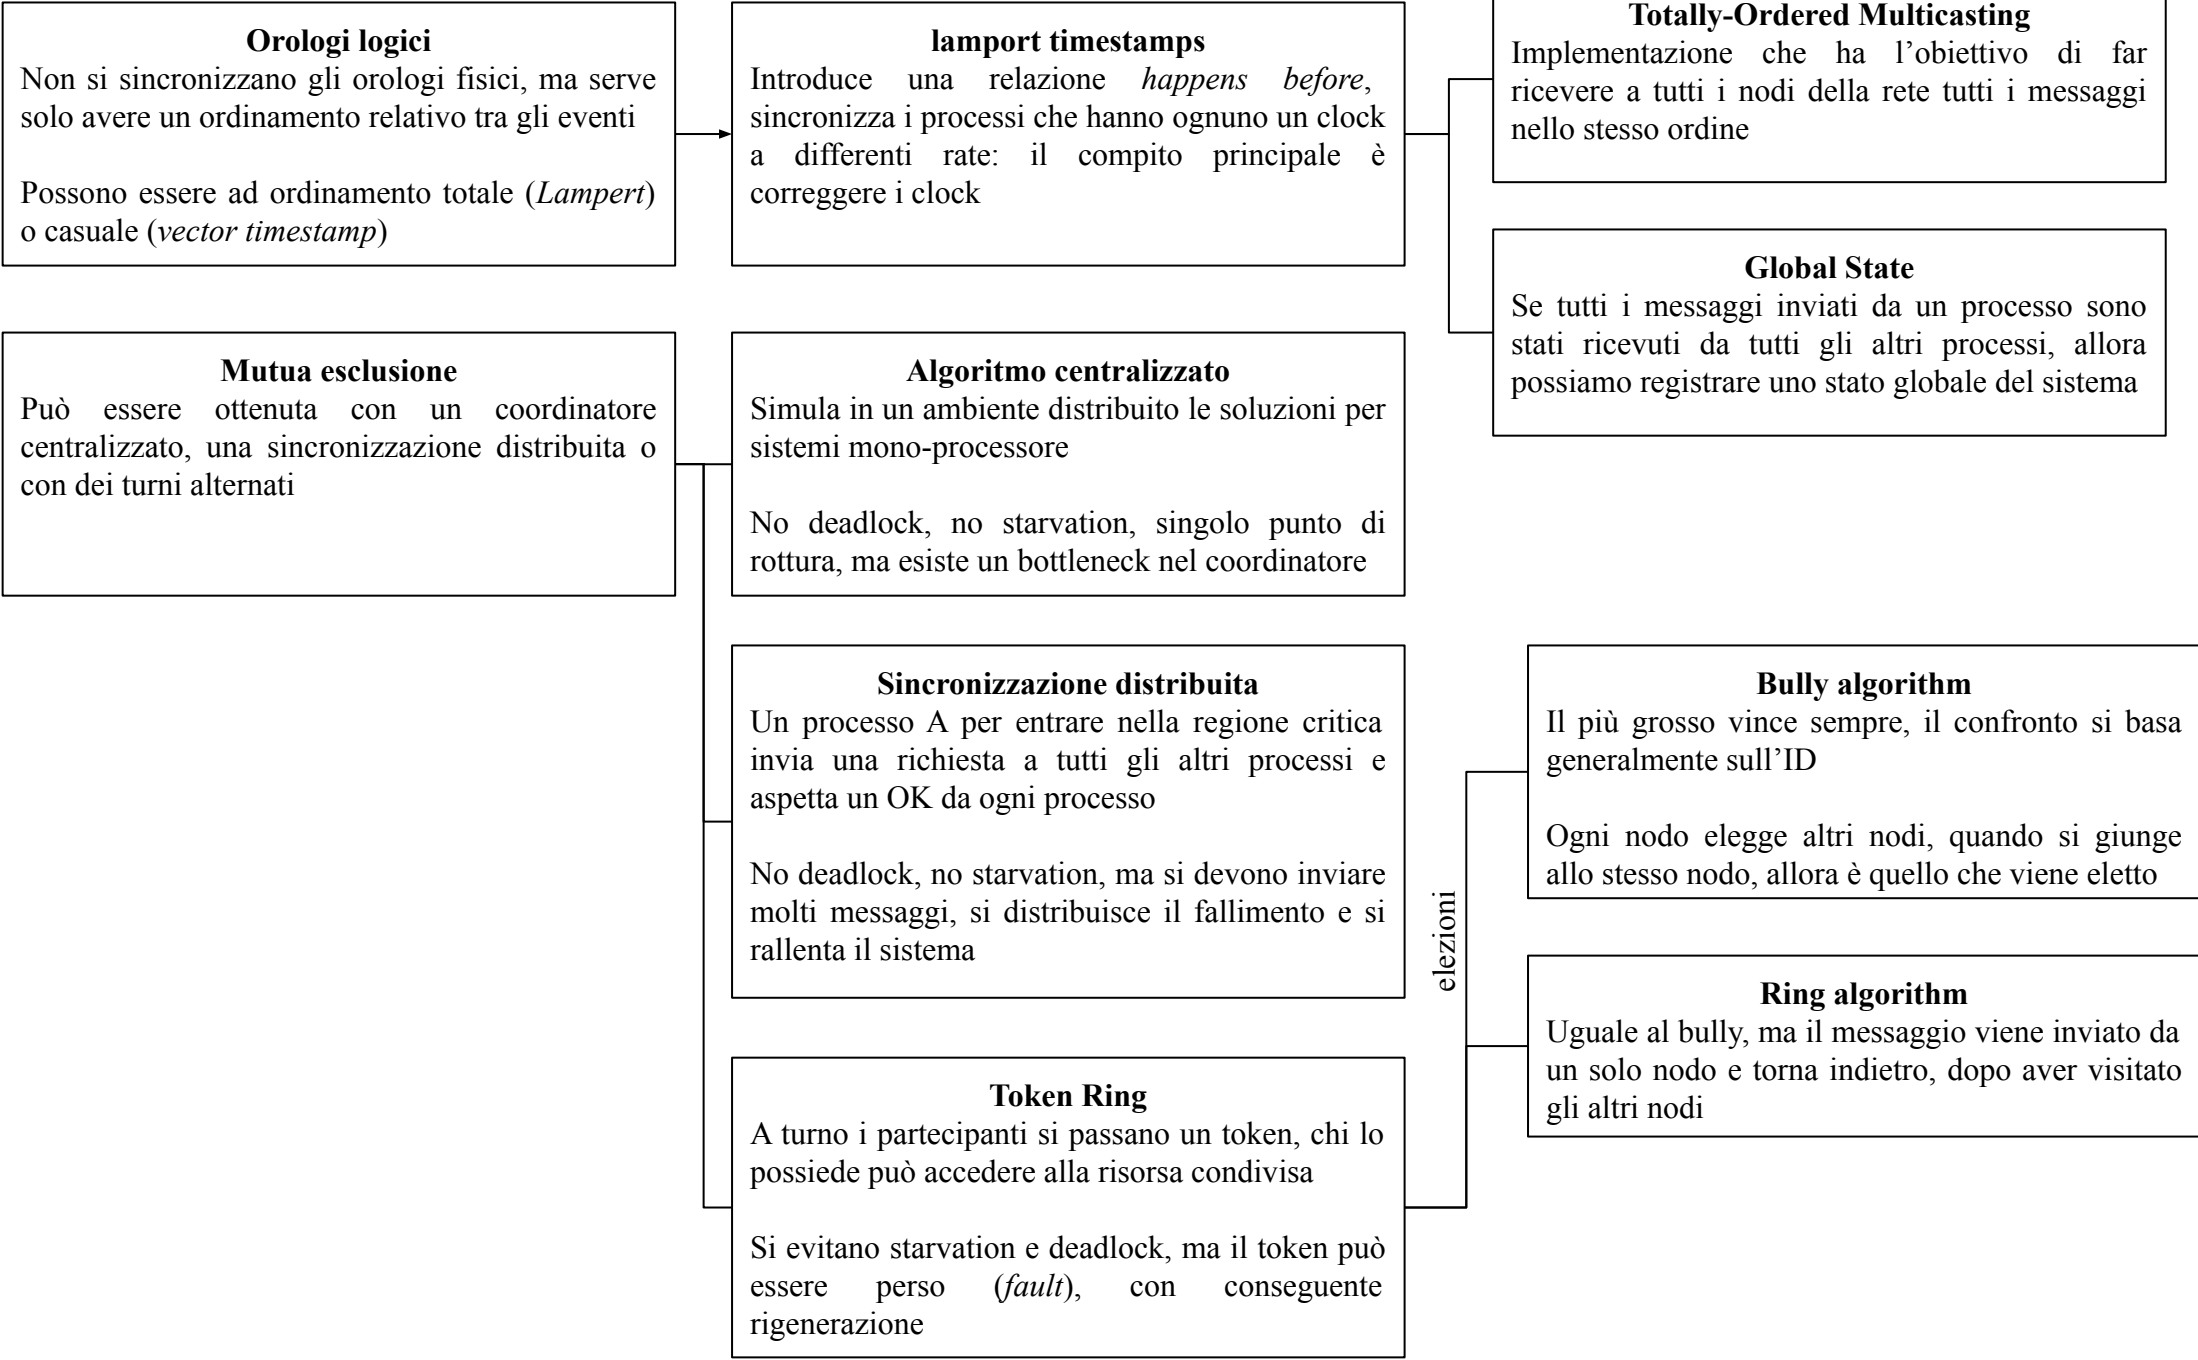 Orologi logici
Non si sincronizzano gli orologi fisici, ma serve
solo avere un ordinamento relativo tra gli eventi
Possono essere ad ordinamento totale (Lampert)
o casuale (vector timestamp)
lamport timestamps
Introduce una relazione happens before,
sincronizza i processi che hanno ognuno un clock
a differenti rate: il compito principale è
correggere i clock
Totally-Ordered Multicasting
Implementazione che ha l’obiettivo di far
ricevere a tutti i nodi della rete tutti i messaggi
nello stesso ordine
Global State
Se tutti i messaggi inviati da un processo sono
stati ricevuti da tutti gli altri processi, allora
possiamo registrare uno stato globale del sistema
Mutua esclusione
Può essere ottenuta con un coordinatore
centralizzato, una sincronizzazione distribuita o
con dei turni alternati
Algoritmo centralizzato
Simula in un ambiente distribuito le soluzioni per
sistemi mono-processore
No deadlock, no starvation, singolo punto di
rottura, ma esiste un bottleneck nel coordinatore
Sincronizzazione distribuita
Un processo A per entrare nella regione critica
invia una richiesta a tutti gli altri processi e
aspetta un OK da ogni processo
No deadlock, no starvation, ma si devono inviare
molti messaggi, si distribuisce il fallimento e si
rallenta il sistema
Token Ring
A turno i partecipanti si passano un token, chi lo
possiede può accedere alla risorsa condivisa
Si evitano starvation e deadlock, ma il token può
essere perso (fault), con conseguente
rigenerazione
elezioni
Bully algorithm
Il più grosso vince sempre, il confronto si basa
generalmente sull’ID
Ogni nodo elegge altri nodi, quando si giunge
allo stesso nodo, allora è quello che viene eletto
Ring algorithm
Uguale al bully, ma il messaggio viene inviato da
un solo nodo e torna indietro, dopo aver visitato
gli altri nodi